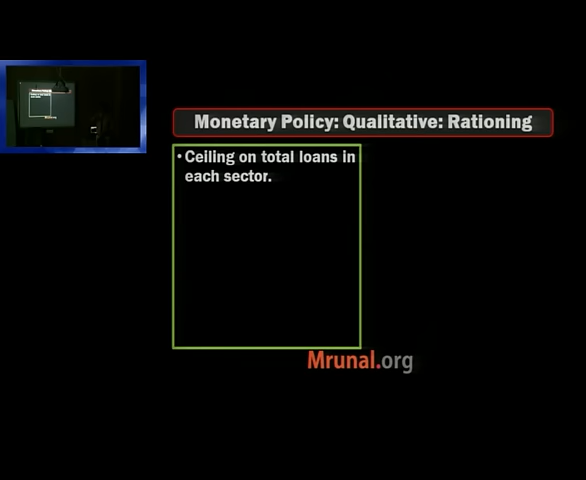 Monetary Policy: Qualitative: Rationing
• Ceiling on total loans in
each sector.
Mrunal.org